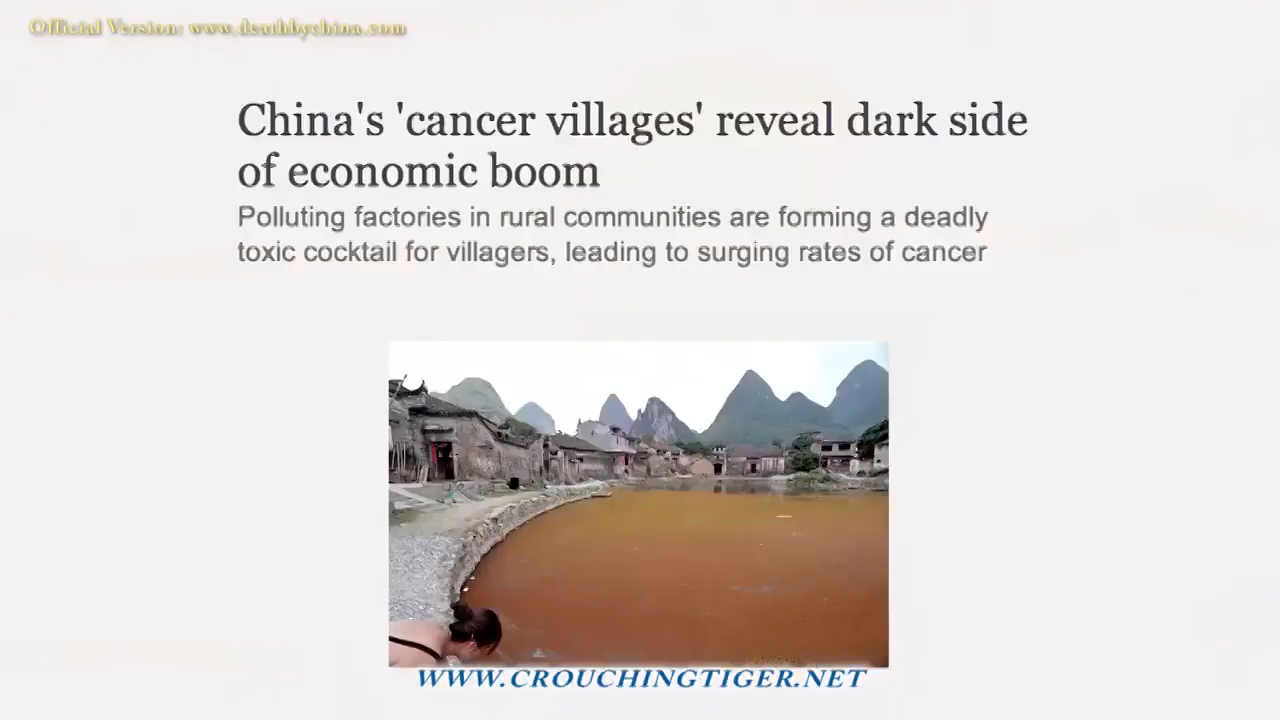 Official Version: www.deathbychina.com
China's 'cancer villages' reveal dark side
of economic boom
Polluting factories in rural communities are forming a deadly
toxic cocktail for villagers, leading to surging rates of cancer
WWW.CROUCHINGTIGER.NET